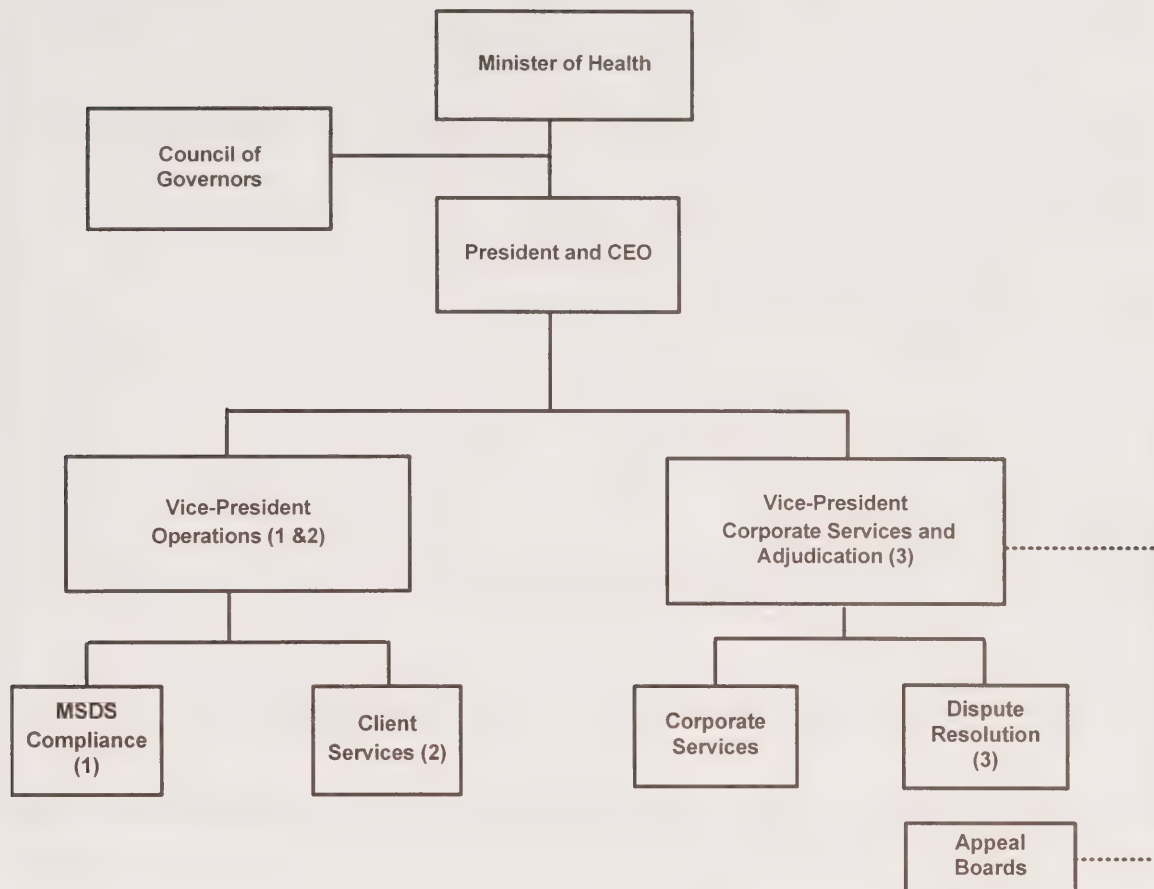 Minister of Health
Council of
Governors
President and CEO
Vice-President
Operations (1 &2)
Vice-President
Corporate Services and
Adjudication (3)
MSDS
Compliance
(1)
Client
Services (2)
Corporate
Services
Dispute
Resolution
(3)
Appeal
Boards